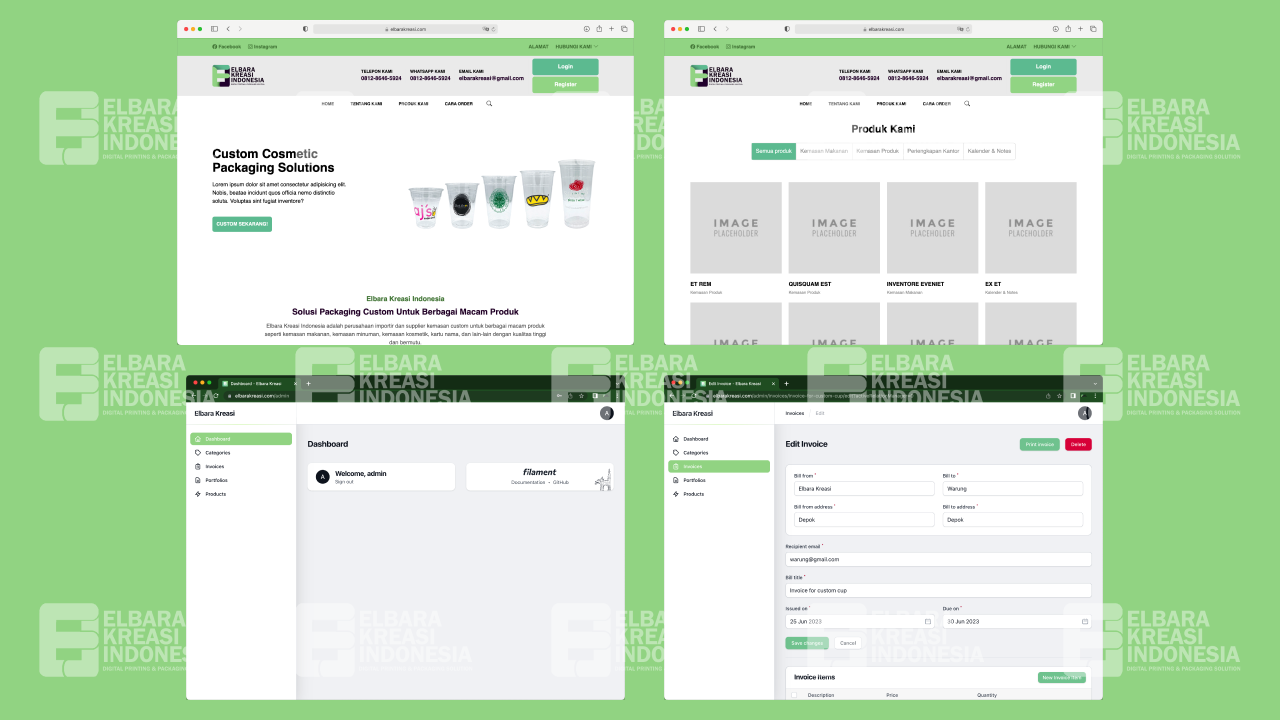 elbarakreasi.com
Facebook Instagram
ALAMAT HUBUNGI KAMI
ELBARA
KREASI
INDONESIA
TELEPON KAMI
0812-8646-5924
WHATSAPP KAMI
0812-8646-5924
EMAIL KAMI
elbarakreasi@gmail.com
Login
Register
HOME TENTANG KAMI PRODUK KAMI CARA ORDER
Custom Cosmetic
Packaging Solutions
Lorem ipsum dolor sit amet consectetur adipisicing elit.
Nobis, beatae incidunt quos officia nemo distinctio
soluta. Voluptas sint fugiat inventore?
CUSTOM SEKARANG!
aj's
Elbara Kreasi Indonesia
Solusi Packaging Custom Untuk Berbagai Macam Produk
Elbara Kreasi Indonesia adalah perusahaan importir dan supplier kemasan custom untuk berbagai macam produk
seperti kemasan makanan, kemasan minuman, kemasan kosmetik, kartu nama, dan lain-lain dengan kualitas tinggi
dan bermutu.
elbarakreasi.com
Facebook Instagram
ALAMAT HUBUNGI KAMI
ELBARA
KREASI
INDONESIA
TELEPON KAMI
0812-8646-5924
WHATSAPP KAMI
0812-8646-5924
EMAIL KAMI
elbarakreasi@gmail.com
Login
Register
HOME TENTANG KAMI PRODUK KAMI CARA ORDER
Produk Kami
Semua produk Kemasan Makanan Kemasan Produk Perlengkapan Kantor Kalender & Notes
IMAGE
PLACEHOLDER
IMAGE
PLACEHOLDER
IMAGE
PLACEHOLDER
IMAGE
PLACEHOLDER
ET REM
Kemasan Produk
QUISQUAM EST
Kemasan Produk
INVENTORE EVENIET
Kemasan Makanan
EX ET
Kalender & Notes
IMAGE
PLACEHOLDER
IMAGE
PLACEHOLDER
IMAGE
PLACEHOLDER
IMAGE
PLACEHOLDER
Dashboard - Elbara Kreasi
elbarakreasi.com/admin
Elbara Kreasi
A
Dashboard
Categories
Invoices
Portfolios
Products
Dashboard
A
Welcome, admin
Sign out
filament
Documentation • GitHub
Edit Invoice - Elbara Kreasi
Elbara Kreasi
Invoices Edit
A
Dashboard
Categories
Invoices
Portfolios
Products
Edit Invoice
Print invoice
Delete
Bill from *
Elbara Kreasi
Bill to *
Warung
Bill from address *
Depok
Bill to address *
Depok
Recipient email *
warung@gmail.com
Bill title *
Invoice for custom cup
Issued on *
25 Jun 2023
Due on *
30 Jun 2023
Save changes
Cancel
Invoice items
New invoice item
Description Price Quantity
ELBARA
KREASI
INDONESIA
DIGITAL PRINTING & PACKAGING SOLUTION